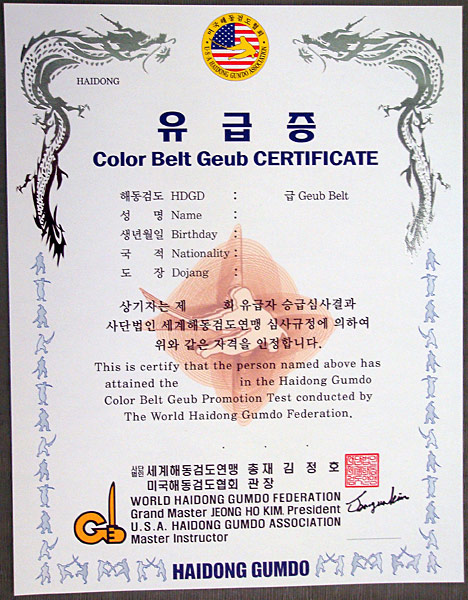 미국해동검도협회
U.S.A HAIDONG GUMDO ASSOCIATION
HAIDONG
유급증
Color Belt Geub CERTIFICATE
해동검도 HDGD : 급 Geub Belt
성 명 Name :
생년월일 Birthday :
국 적 Nationality :
도 장 Dojang :
상기자는 제 회 유급자 승급심사결과
사단법인 세계해동검도연맹 심사규정에 의하여
위와 같은 자격을 인정합니다.
This is certify that the person named above has
attained the in the Haidong Gumdo
Color Belt Geub Promotion Test conducted by
The World Haidong Gumdo Federation.
. . .
사단법인 세계해동검도연맹 총재 김정호
미국해동검도협회 관장
WORLD HAIDONG GUMDO FEDERATION
Grand Master JEONG HO KIM. President
U.S.A. HAIDONG GUMDO ASSOCIATION
Master Instructor
HAIDONG GUMDO